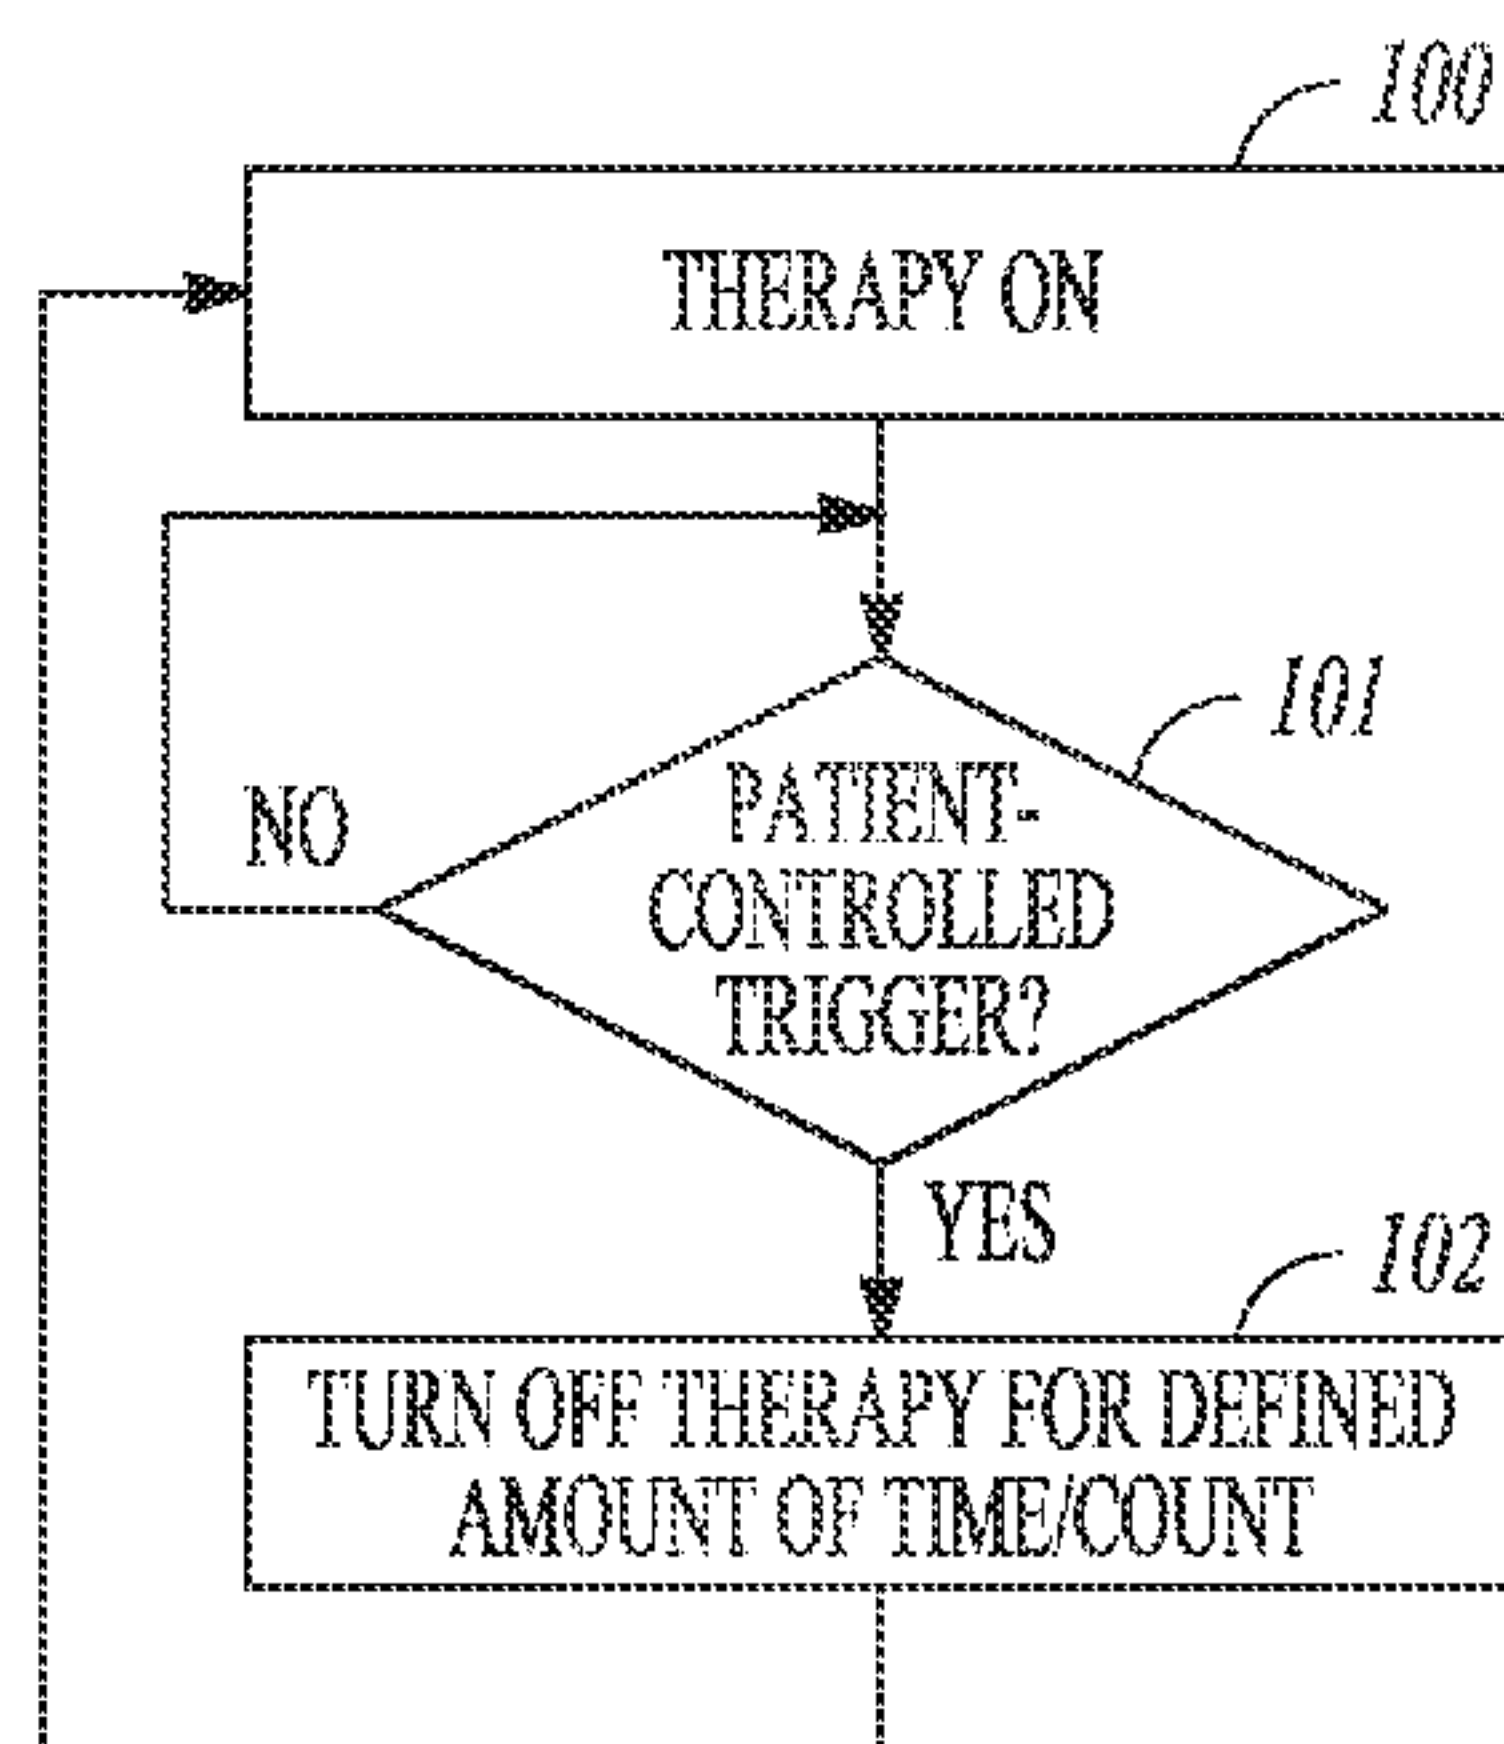 100
THERAPY ON
101
PATIENT-
CONTROLLED
TRIGGER?
NO
YES
102
TURN OFF THERAPY FOR DEFINED
AMOUNT OF TIME/COUNT